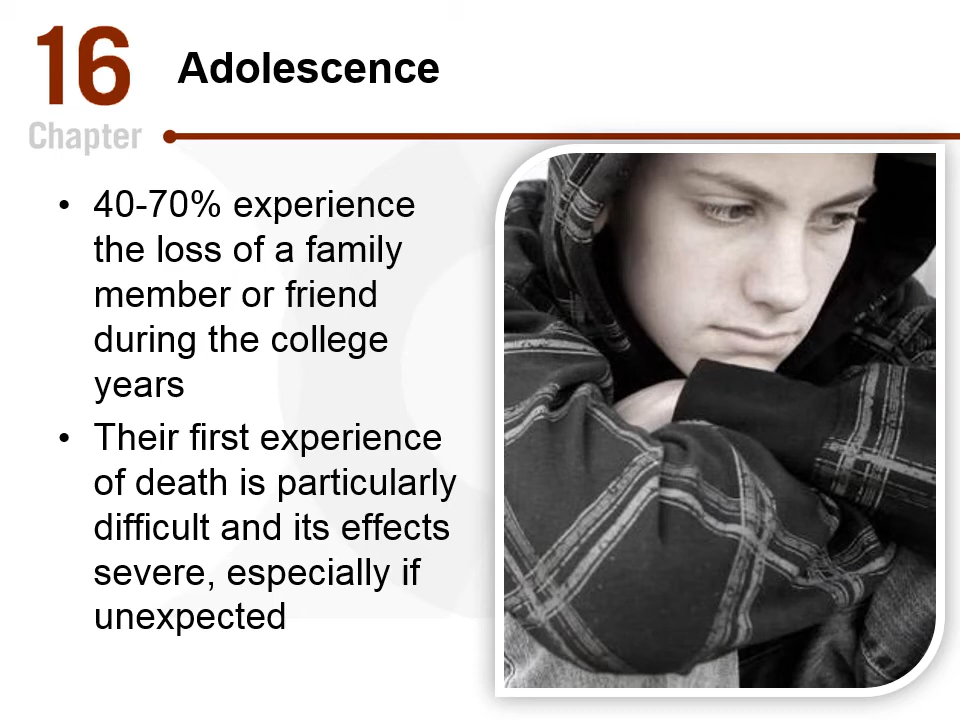 16
Chapter
Adolescence
• 40-70% experience
the loss of a family
member or friend
during the college
years
• Their first experience
of death is particularly
difficult and its effects
severe, especially if
unexpected